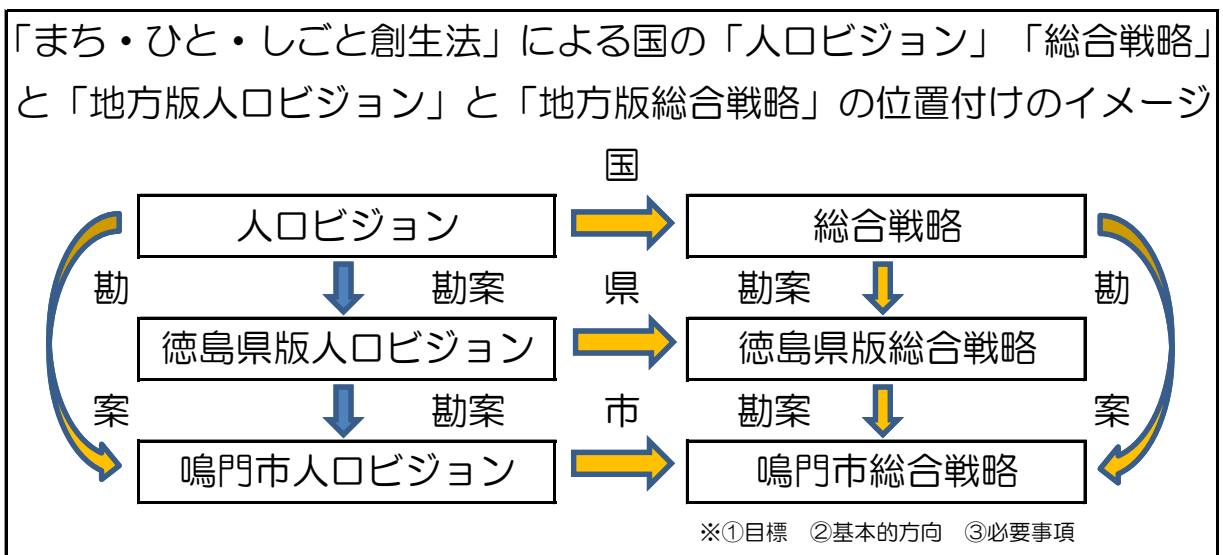 「まち・ひと・しごと創生法」による国の「人口ビジョン」「総合戦略」
と「地方版人口ビジョン」と「地方版総合戦略」の位置付けのイメージ
国
人口ビジョン
総合戦略
勘
勘案
県
勘案
勘
徳島県版人口ビジョン
徳島県版総合戦略
案
勘案
市
勘案
案
鳴門市人口ビジョン
鳴門市総合戦略
※①目標 ②基本的方向 ③必要事項